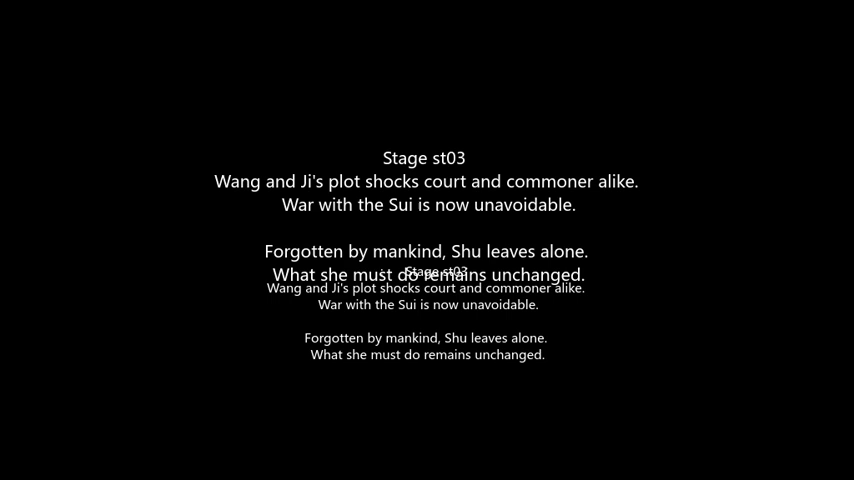 Stage st03
Wang and Ji's plot shocks court and commoner alike.
War with the Sui is now unavoidable.
Forgotten by mankind, Shu leaves alone.
What she must do remains unchanged.
Stage st03
Wang and Ji's plot shocks court and commoner alike.
War with the Sui is now unavoidable.
Forgotten by mankind, Shu leaves alone.
What she must do remains unchanged.